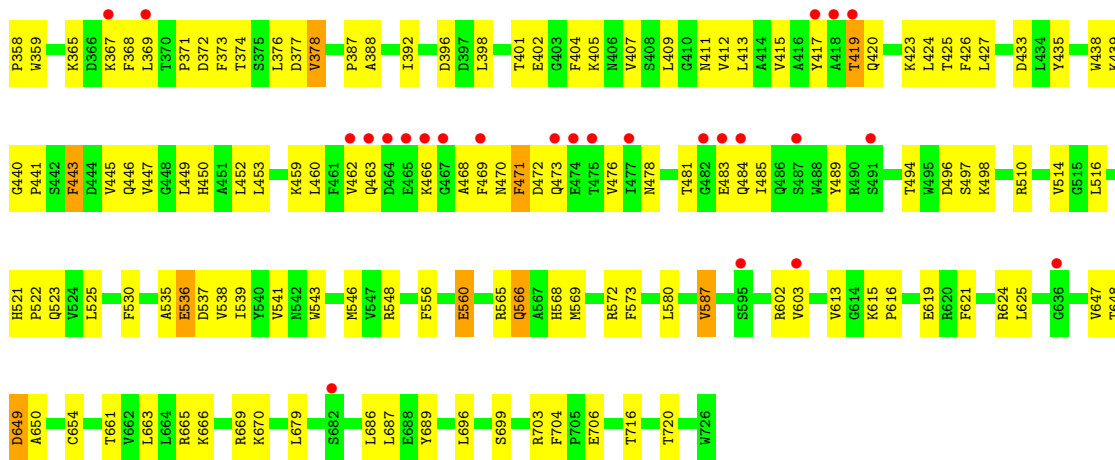 P358 W359 K365 D366 K367 F368 L369 T370 P371 D372 F373 T374 S375 L376 D377 V378 P387 A388 I392 D396 D397 L398 T401 E402 G403 F404 K405 N406 V407 S408 L409 G410 N411 V412 L413 A414 V415 A416 Y417 A418 T419 Q420 K423 L424 T425 F426 L427 D433 L434 Y435 W438 K439
G440 P441 S442 F443 D444 V445 Q446 V447 G448 L449 H450 A451 L452 L453 K459 L460 F461 V462 Q463 D464 E465 K466 G467 A468 F469 N470 F471 D472 Q473 E474 T475 V476 I477 N478 T481 G482 E483 Q484 I485 Q486 S487 W488 Y489 R490 S491 T494 W495 D496 S497 K498 R510 V514 G515 L516
H521 P522 Q523 V524 L525 F530 A535 E536 D537 V538 I539 Y540 V541 N542 W543 M546 V547 R548 F556 E560 R565 Q566 A567 H568 M569 R572 F573 L580 V587 S595 R602 V603 V613 G614 K615 P616 E619 R620 F621 R624 L625 G636 V647 T648
D649 A650 C654 T661 V662 L663 L664 R665 K666 R669 K670 L679 S682 L686 L687 E688 Y689 L696 S699 R703 F704 P705 E706 T716 T720 W726